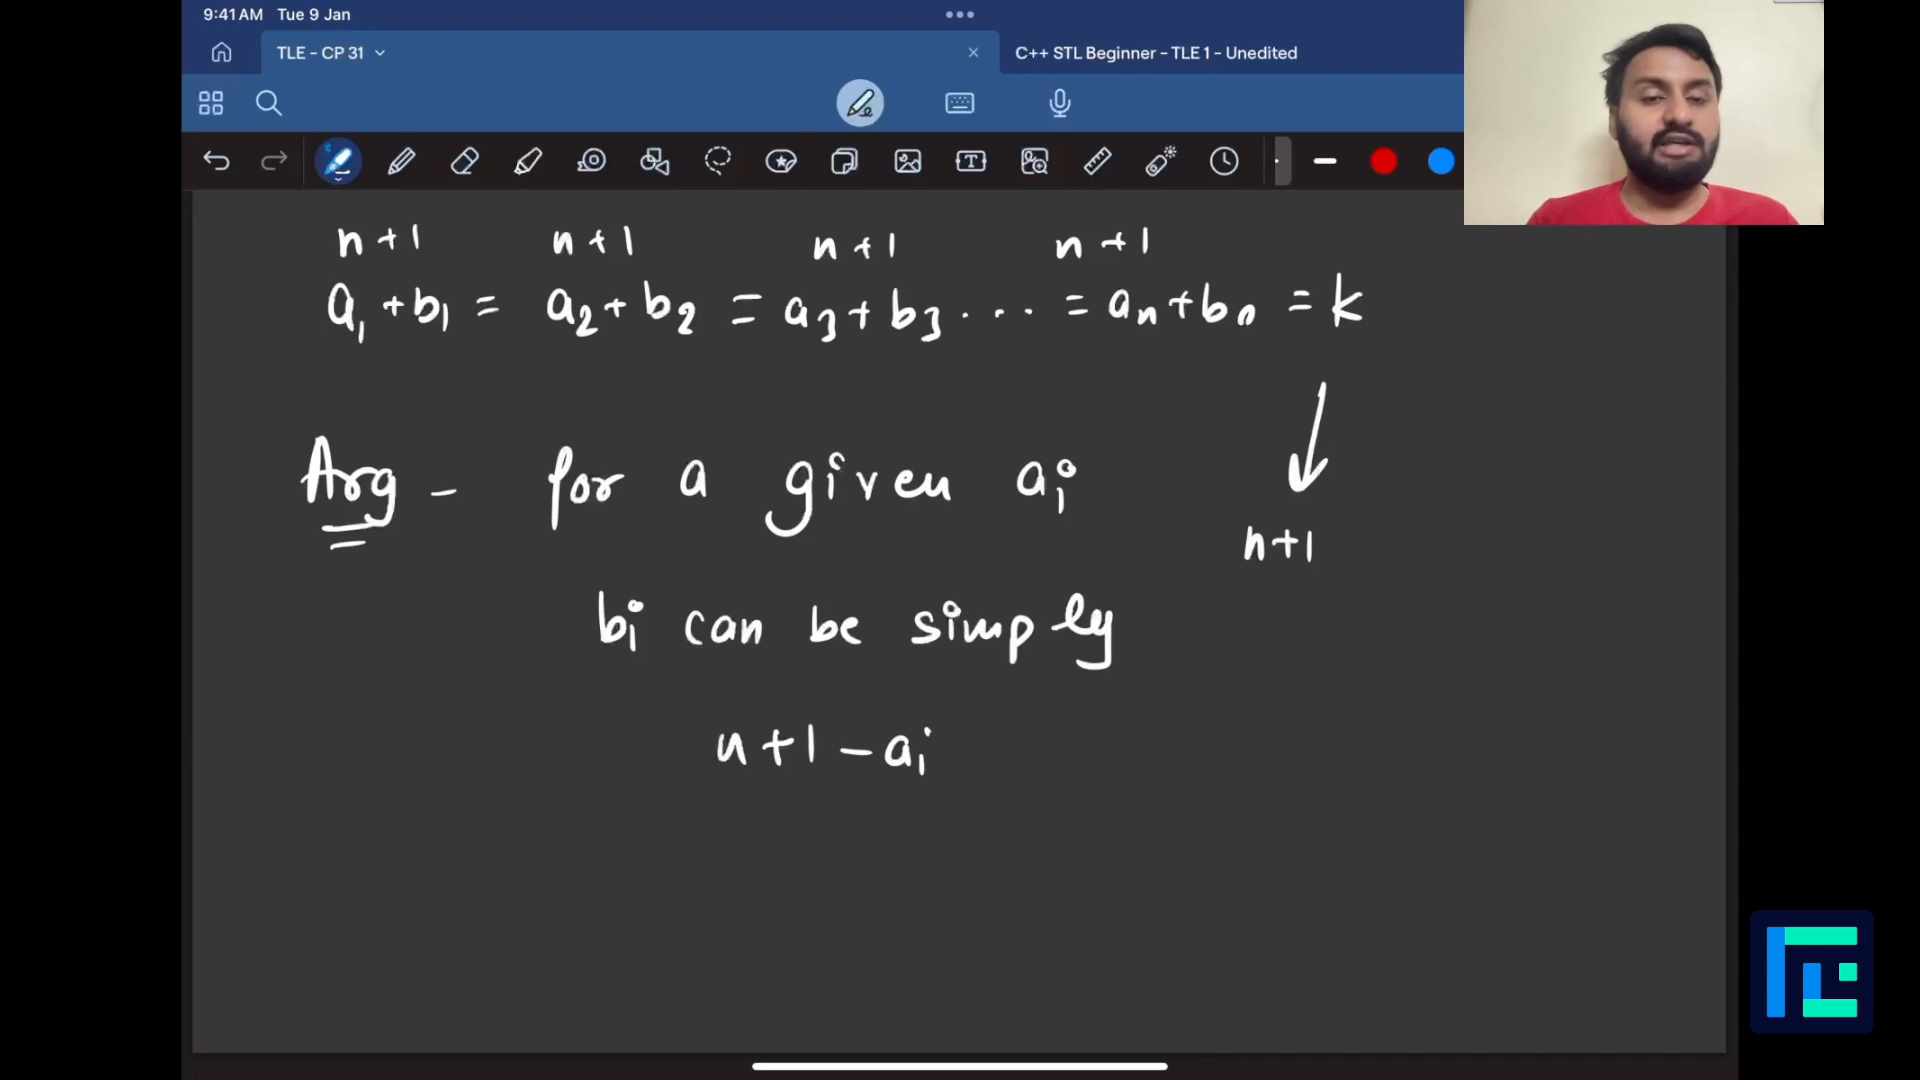 9:41 AM Tue 9 Jan
TLE - CP 31
C++ STL Beginner - TLE 1 - Unedited
n+1 n+1 n+1 n+1
a₁ + b₁ = a₂ + b₂ = a₃ + b₃ . . . = aₙ + bₙ = k
Arg - for a given aᵢ
n+1
bᵢ can be simply
n+1 - aᵢ